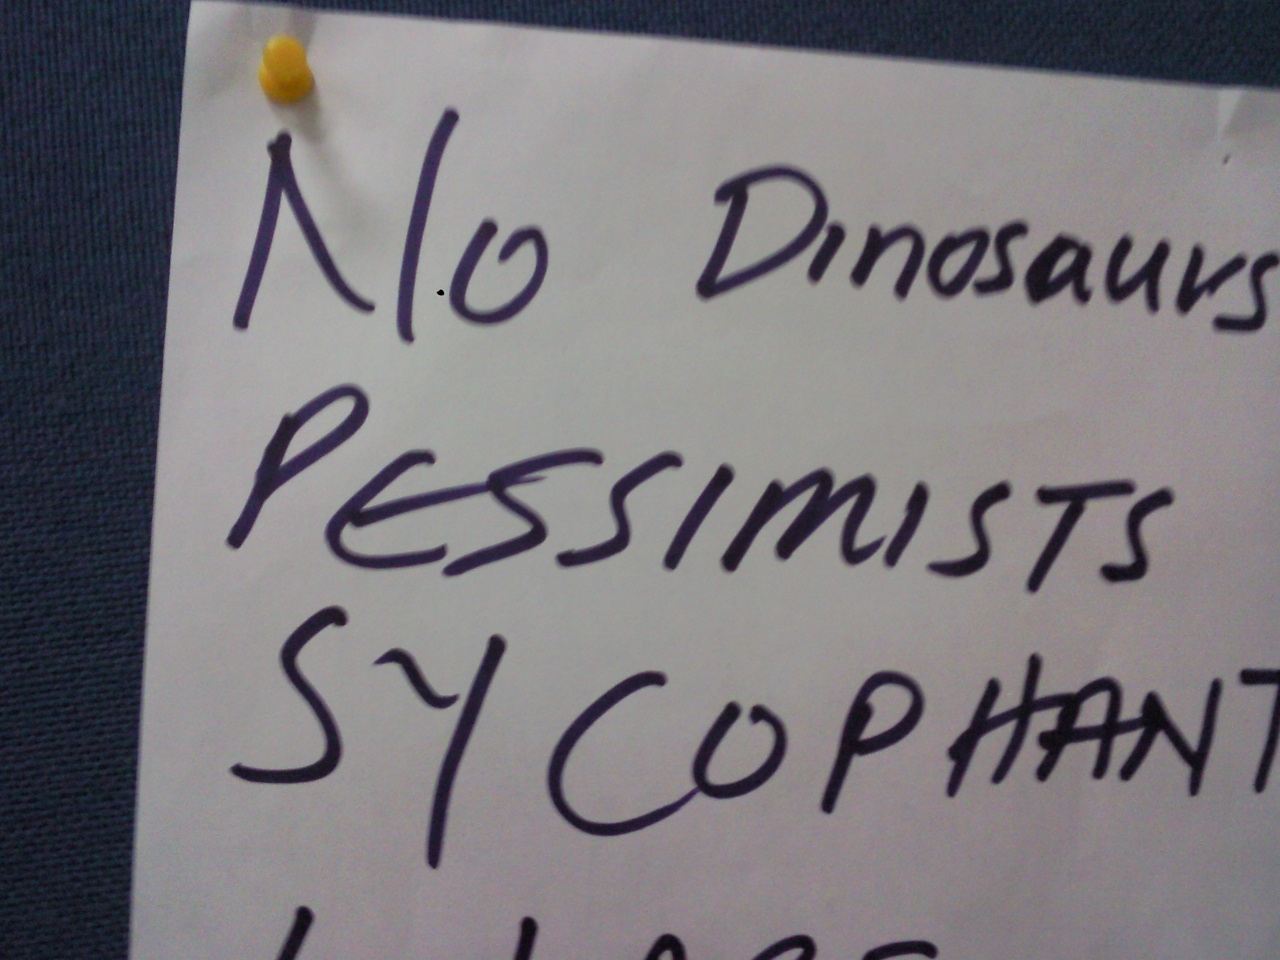 No Dinosaurs
PESSIMISTS
SYCOPHANT